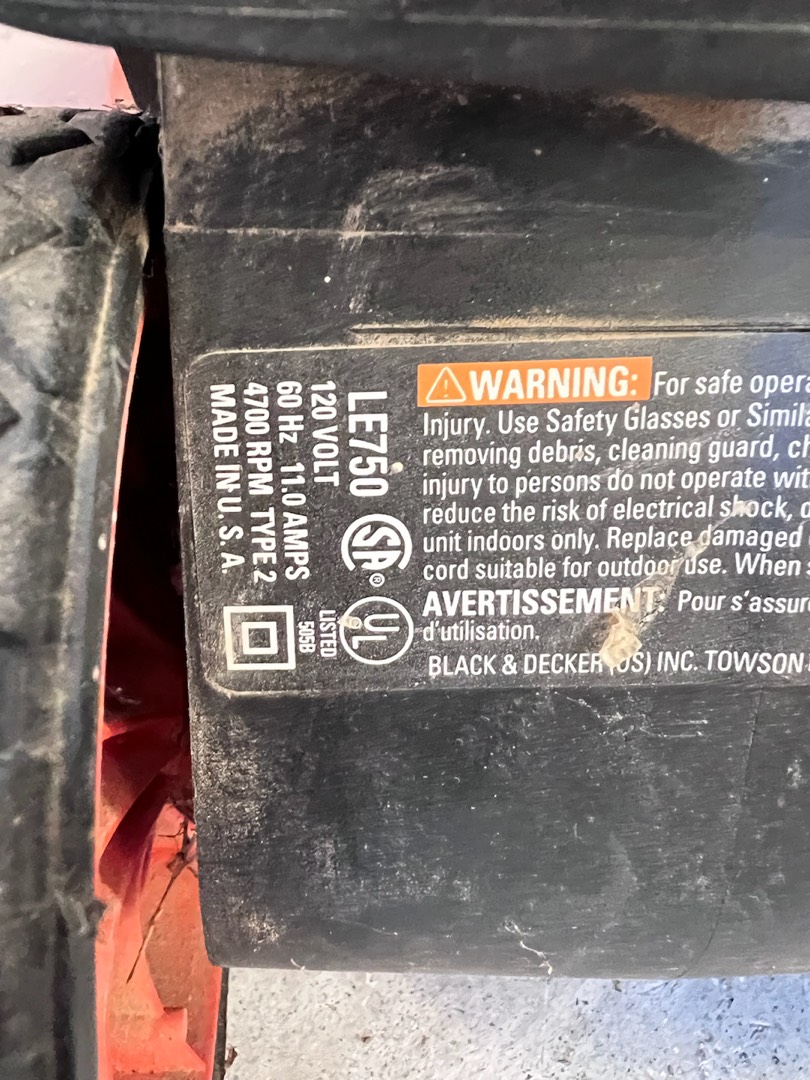 LE750
120 VOLT
60 Hz 11.0 AMPS
4700 RPM TYPE 2
MADE IN U.S.A.
SA®
UL
LISTED
505B
WARNING: For safe opera
Injury. Use Safety Glasses or Simila
removing debris, cleaning guard, ch
injury to persons do not operate wit
reduce the risk of electrical shock, d
unit indoors only. Replace damaged
cord suitable for outdoor use. When s
AVERTISSEMENT: Pour s'assur
d'utilisation.
BLACK & DECKER (US) INC. TOWSON